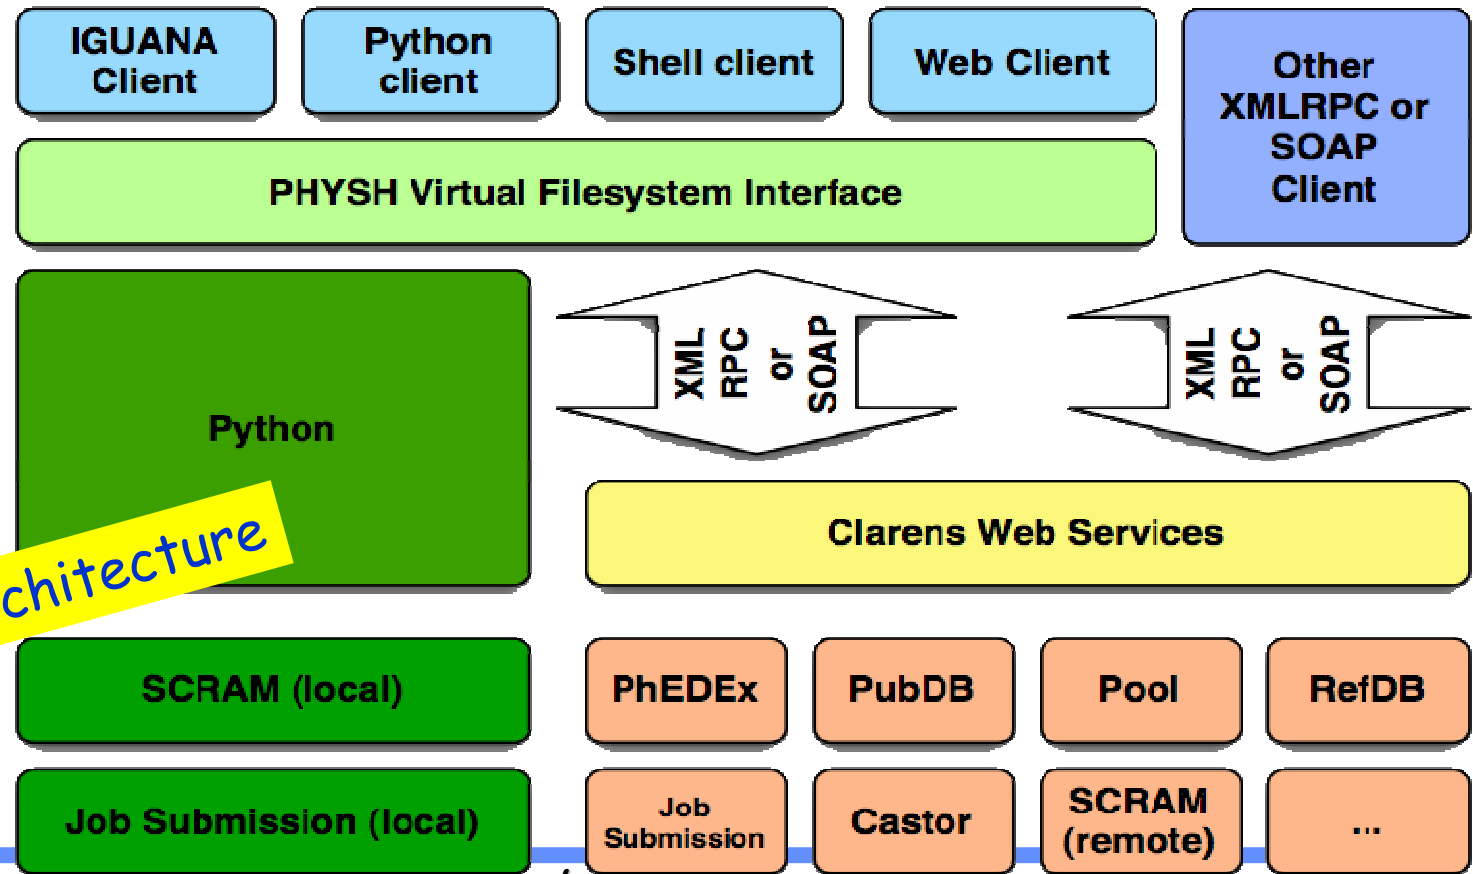 IGUANA
Client
Python
client
Shell client
Web Client
Other
XMLRPC or
SOAP
Client
PHYSH Virtual Filesystem Interface
Python
XML
RPC
or
SOAP
XML
RPC
or
SOAP
Clarens Web Services
chitecture
SCRAM (local)
PhEDEx
PubDB
Pool
RefDB
Job Submission (local)
Job
Submission
Castor
SCRAM
(remote)
...